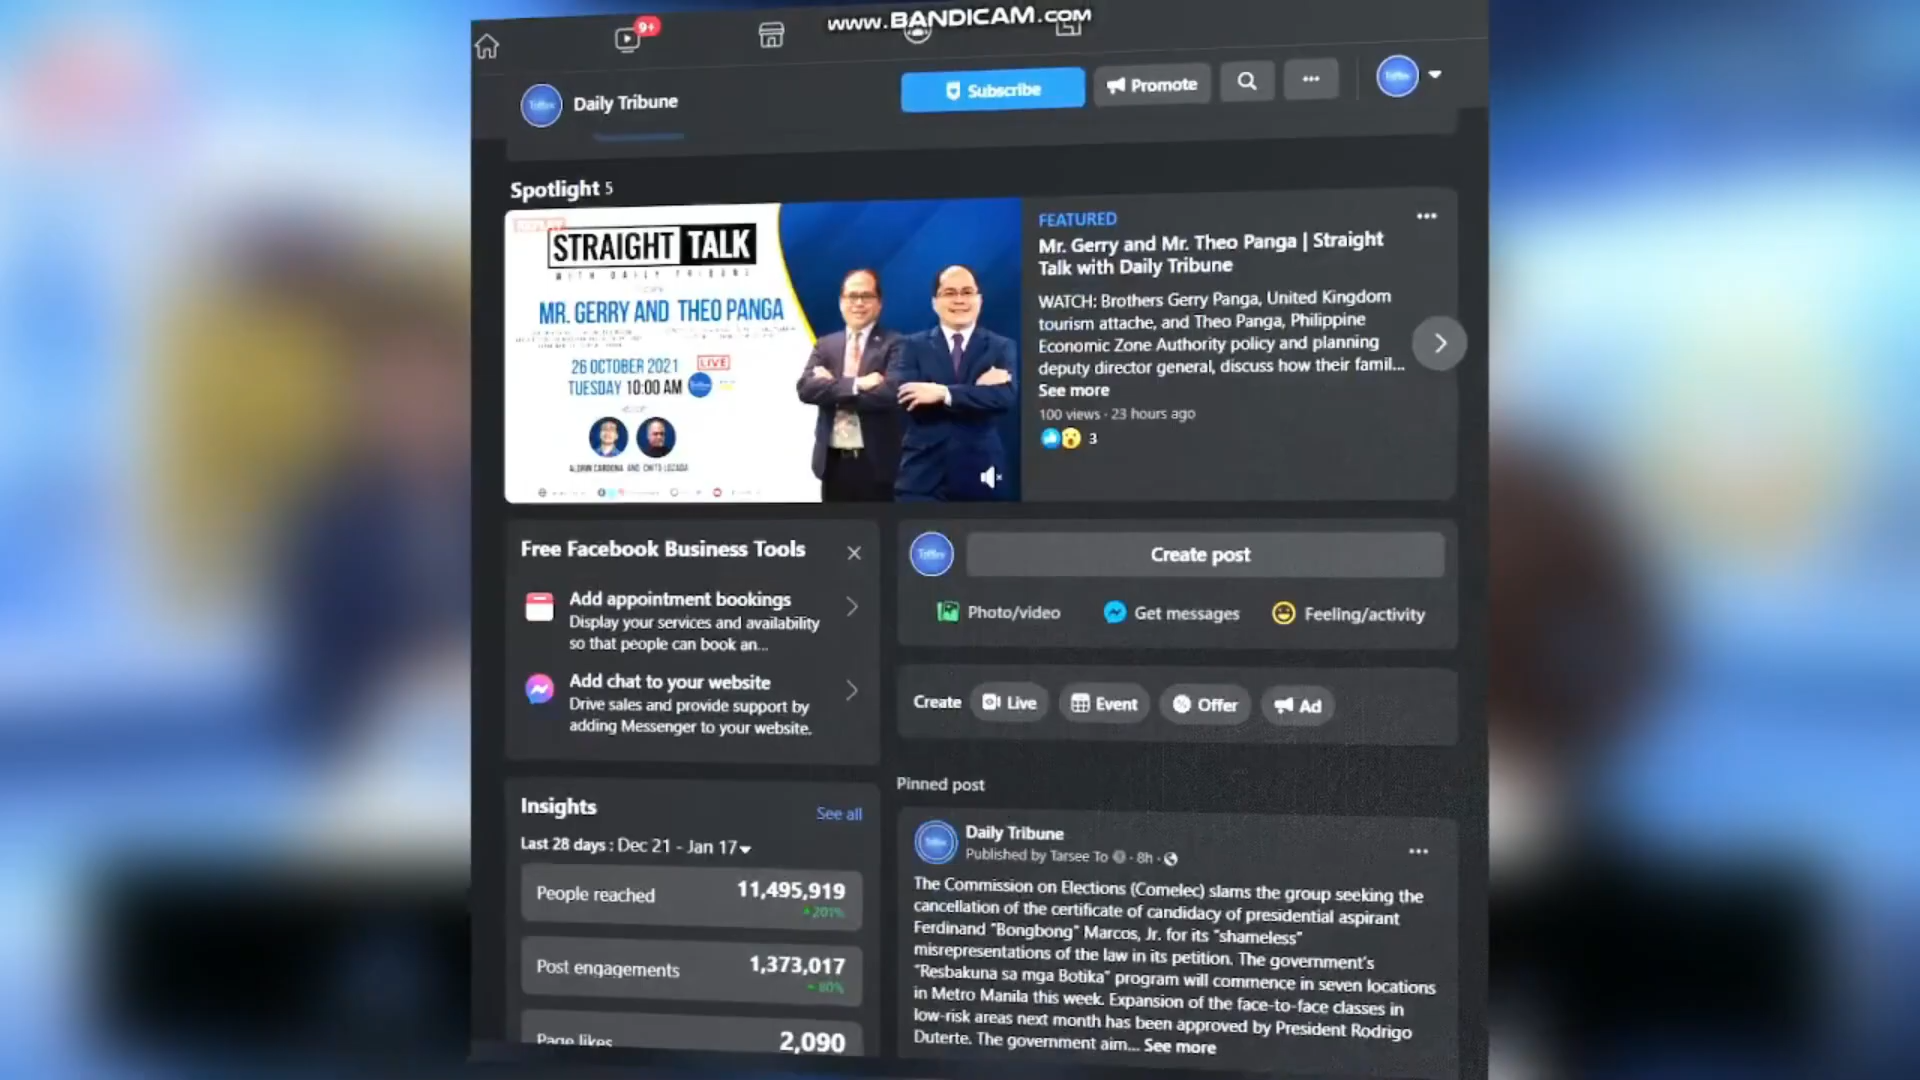 www.BANDICAM.com
9+
Daily Tribune
Subscribe
Promote
Spotlight 5
STRAIGHT TALK
WITH DAILY TRIBUNE
MR. GERRY AND THEO PANGA
26 OCTOBER 2021
LIVE
TUESDAY 10:00 AM
ALDRIN CARDONA AND CHITO LOZADA
FEATURED
Mr. Gerry and Mr. Theo Panga | Straight
Talk with Daily Tribune
WATCH: Brothers Gerry Panga, United Kingdom
tourism attache, and Theo Panga, Philippine
Economic Zone Authority policy and planning
deputy director general, discuss how their famil...
See more
100 views · 23 hours ago
3
Free Facebook Business Tools
Add appointment bookings
Display your services and availability
so that people can book an...
Add chat to your website
Drive sales and provide support by
adding Messenger to your website.
Insights
See all
Last 28 days : Dec 21 - Jan 17
People reached
11,495,919
201%
Post engagements
1,373,017
80%
Page likes
2,090
Create post
Photo/video
Get messages
Feeling/activity
Create
Live
Event
Offer
Ad
Pinned post
Daily Tribune
Published by Tarsee To · 8h ·
The Commission on Elections (Comelec) slams the group seeking the
cancellation of the certificate of candidacy of presidential aspirant
Ferdinand "Bongbong" Marcos, Jr. for its "shameless"
misrepresentations of the law in its petition. The government's
"Resbakuna sa mga Botika" program will commence in seven locations
in Metro Manila this week. Expansion of the face-to-face classes in
low-risk areas next month has been approved by President Rodrigo
Duterte. The government aim... See more